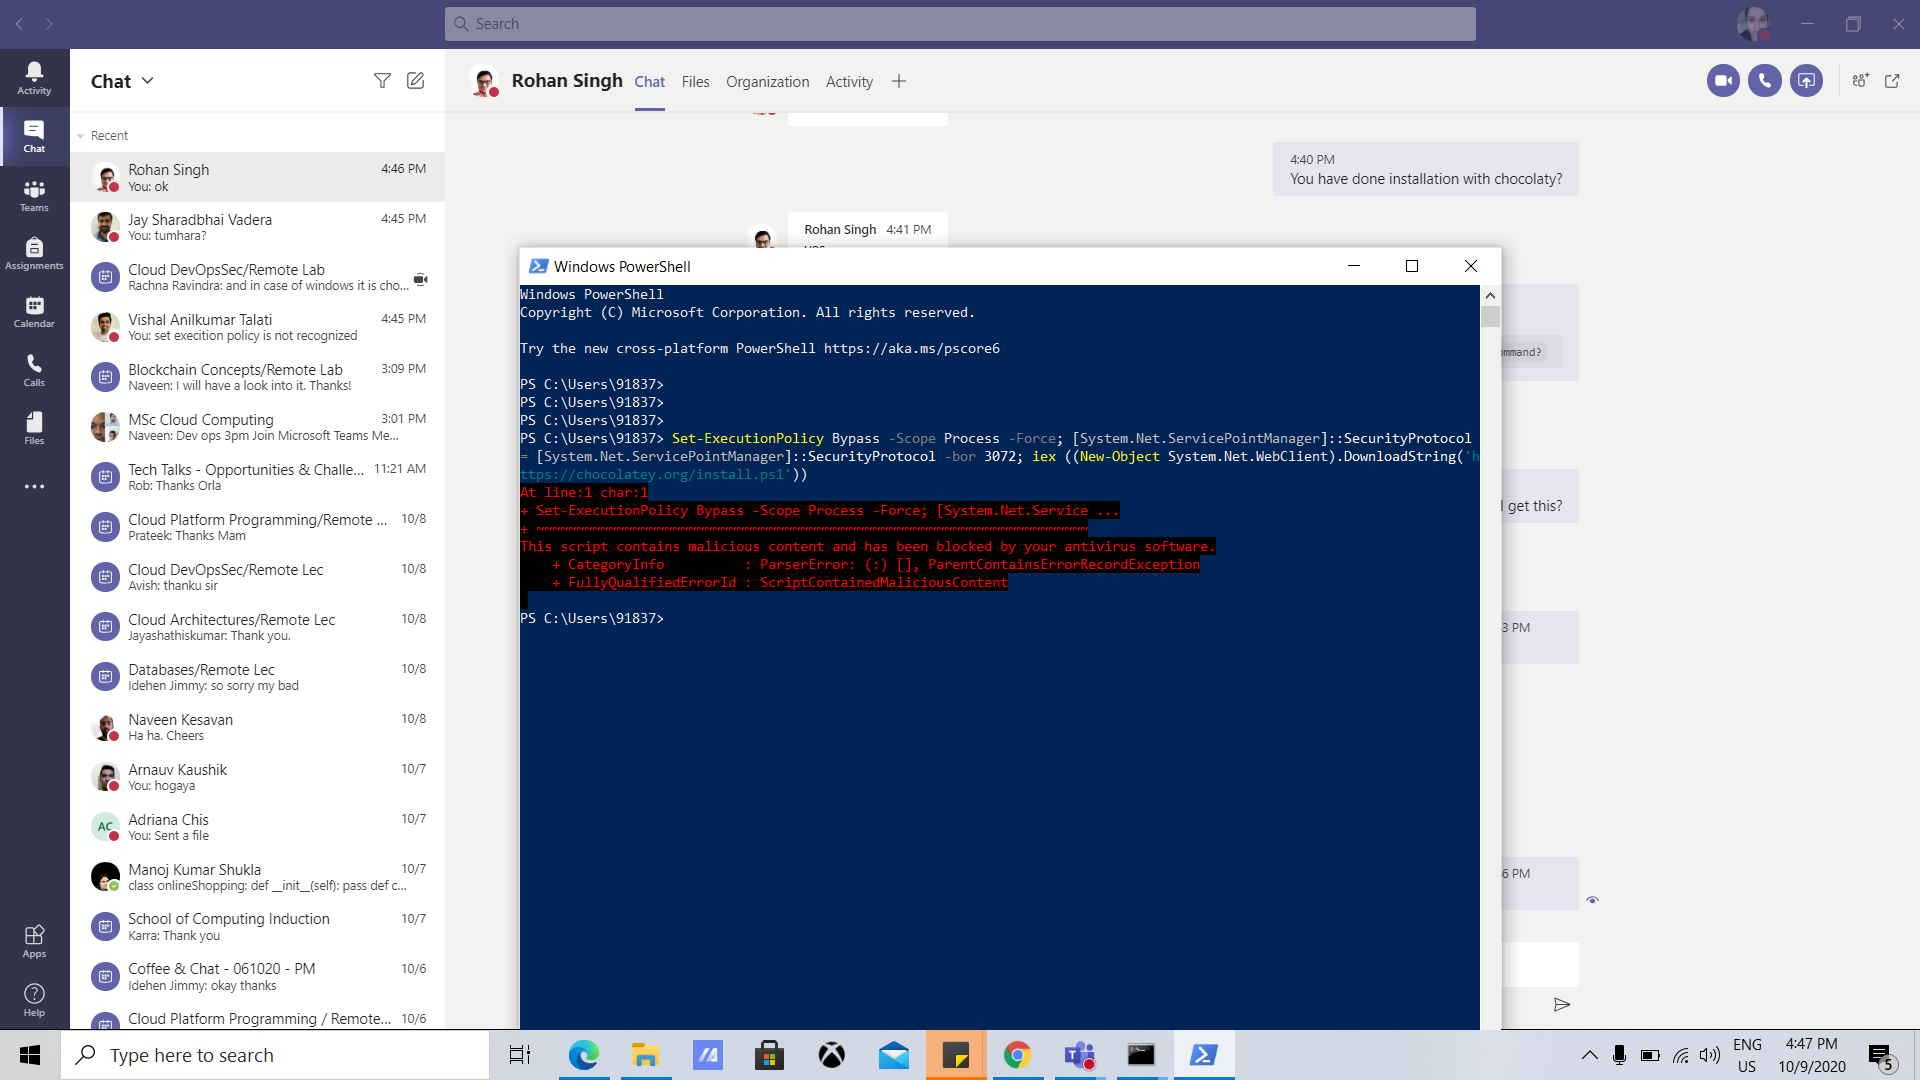 Search
Activity
Chat
Teams
Assignments
Calendar
Calls
Files
Apps
Help
Chat
Recent
Rohan Singh 4:46 PM
You: ok
Jay Sharadbhai Vadera 4:45 PM
You: tumhara?
Cloud DevOpsSec/Remote Lab
Rachna Ravindra: and in case of windows it is cho...
Vishal Anilkumar Talati 4:45 PM
You: set execition policy is not recognized
Blockchain Concepts/Remote Lab 3:09 PM
Naveen: I will have a look into it. Thanks!
MSc Cloud Computing 3:01 PM
Naveen: Dev ops 3pm Join Microsoft Teams Me...
Tech Talks - Opportunities & Challe... 11:21 AM
Rob: Thanks Orla
Cloud Platform Programming/Remote ... 10/8
Prateek: Thanks Mam
Cloud DevOpsSec/Remote Lec 10/8
Avish: thanku sir
Cloud Architectures/Remote Lec 10/8
Jayashathiskumar: Thank you.
Databases/Remote Lec 10/8
Idehen Jimmy: so sorry my bad
Naveen Kesavan 10/8
Ha ha. Cheers
Arnauv Kaushik 10/7
You: hogaya
AC
Adriana Chis 10/7
You: Sent a file
Manoj Kumar Shukla 10/7
class onlineShopping: def __init__(self): pass def c...
School of Computing Induction 10/7
Karra: Thank you
Coffee & Chat - 061020 - PM 10/6
Idehen Jimmy: okay thanks
Cloud Platform Programming / Remote... 10/6
Rohan Singh Chat Files Organization Activity
4:40 PM
You have done installation with chocolaty?
Rohan Singh 4:41 PM
ommand?
get this?
3 PM
6 PM
Windows PowerShell
Windows PowerShell
Copyright (C) Microsoft Corporation. All rights reserved.
Try the new cross-platform PowerShell https://aka.ms/pscore6
PS C:\Users\91837>
PS C:\Users\91837>
PS C:\Users\91837>
PS C:\Users\91837> Set-ExecutionPolicy Bypass -Scope Process -Force; [System.Net.ServicePointManager]::SecurityProtocol
= [System.Net.ServicePointManager]::SecurityProtocol -bor 3072; iex ((New-Object System.Net.WebClient).DownloadString('h
ttps://chocolatey.org/install.ps1'))
At line:1 char:1
+ Set-ExecutionPolicy Bypass -Scope Process -Force; [System.Net.Service ...
+ ~~~~~~~~~~~~~~~~~~~~~~~~~~~~~~~~~~~~~~~~~~~~~~~~~~~~~~~~~~~~~~~~~~~~~
This script contains malicious content and has been blocked by your antivirus software.
+ CategoryInfo : ParserError: (:) [], ParentContainsErrorRecordException
+ FullyQualifiedErrorId : ScriptContainedMaliciousContent
PS C:\Users\91837>
Type here to search
ENG
US
4:47 PM
10/9/2020
5